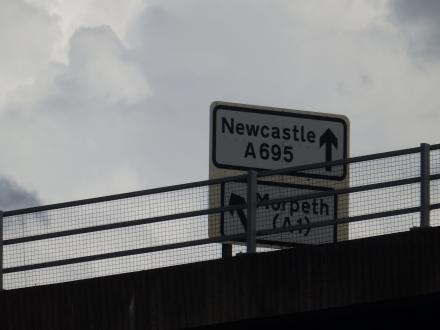 Newcastle
A695
Morpeth
(A1)